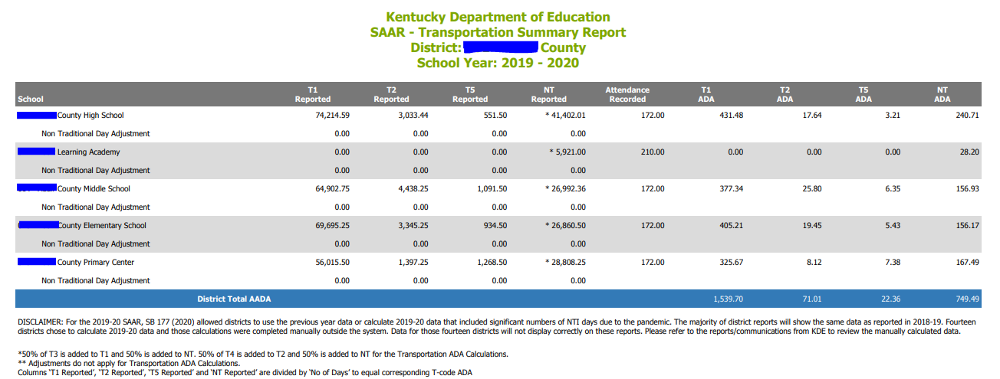 Kentucky Department of Education
SAAR - Transportation Summary Report
District: County
School Year: 2019 - 2020
School T1 Reported T2 Reported T5 Reported NT Reported Attendance Recorded T1 ADA T2 ADA T5 ADA NT ADA
County High School 74,214.59 3,033.44 551.50 * 41,402.01 172.00 431.48 17.64 3.21 240.71
Non Traditional Day Adjustment 0.00 0.00 0.00 0.00
Learning Academy 0.00 0.00 0.00 * 5,921.00 210.00 0.00 0.00 0.00 28.20
Non Traditional Day Adjustment 0.00 0.00 0.00 0.00
County Middle School 64,902.75 4,438.25 1,091.50 * 26,992.36 172.00 377.34 25.80 6.35 156.93
Non Traditional Day Adjustment 0.00 0.00 0.00 0.00
County Elementary School 69,695.25 3,345.25 934.50 * 26,860.50 172.00 405.21 19.45 5.43 156.17
Non Traditional Day Adjustment 0.00 0.00 0.00 0.00
County Primary Center 56,015.50 1,397.25 1,268.50 * 28,808.25 172.00 325.67 8.12 7.38 167.49
Non Traditional Day Adjustment 0.00 0.00 0.00 0.00
District Total AADA 1,539.70 71.01 22.36 749.49
DISCLAIMER: For the 2019-20 SAAR, SB 177 (2020) allowed districts to use the previous year data or calculate 2019-20 data that included significant numbers of NTI days due to the pandemic. The majority of district reports will show the same data as reported in 2018-19. Fourteen
districts chose to calculate 2019-20 data and those calculations were completed manually outside the system. Data for those fourteen districts will not display correctly on these reports. Please refer to the reports/communications from KDE to review the manually calculated data.
*50% of T3 is added to T1 and 50% is added to NT. 50% of T4 is added to T2 and 50% is added to NT for the Transportation ADA Calculations.
** Adjustments do not apply for Transportation ADA Calculations.
Columns 'T1 Reported', 'T2 Reported', 'T5 Reported' and 'NT Reported' are divided by 'No of Days' to equal corresponding T-code ADA